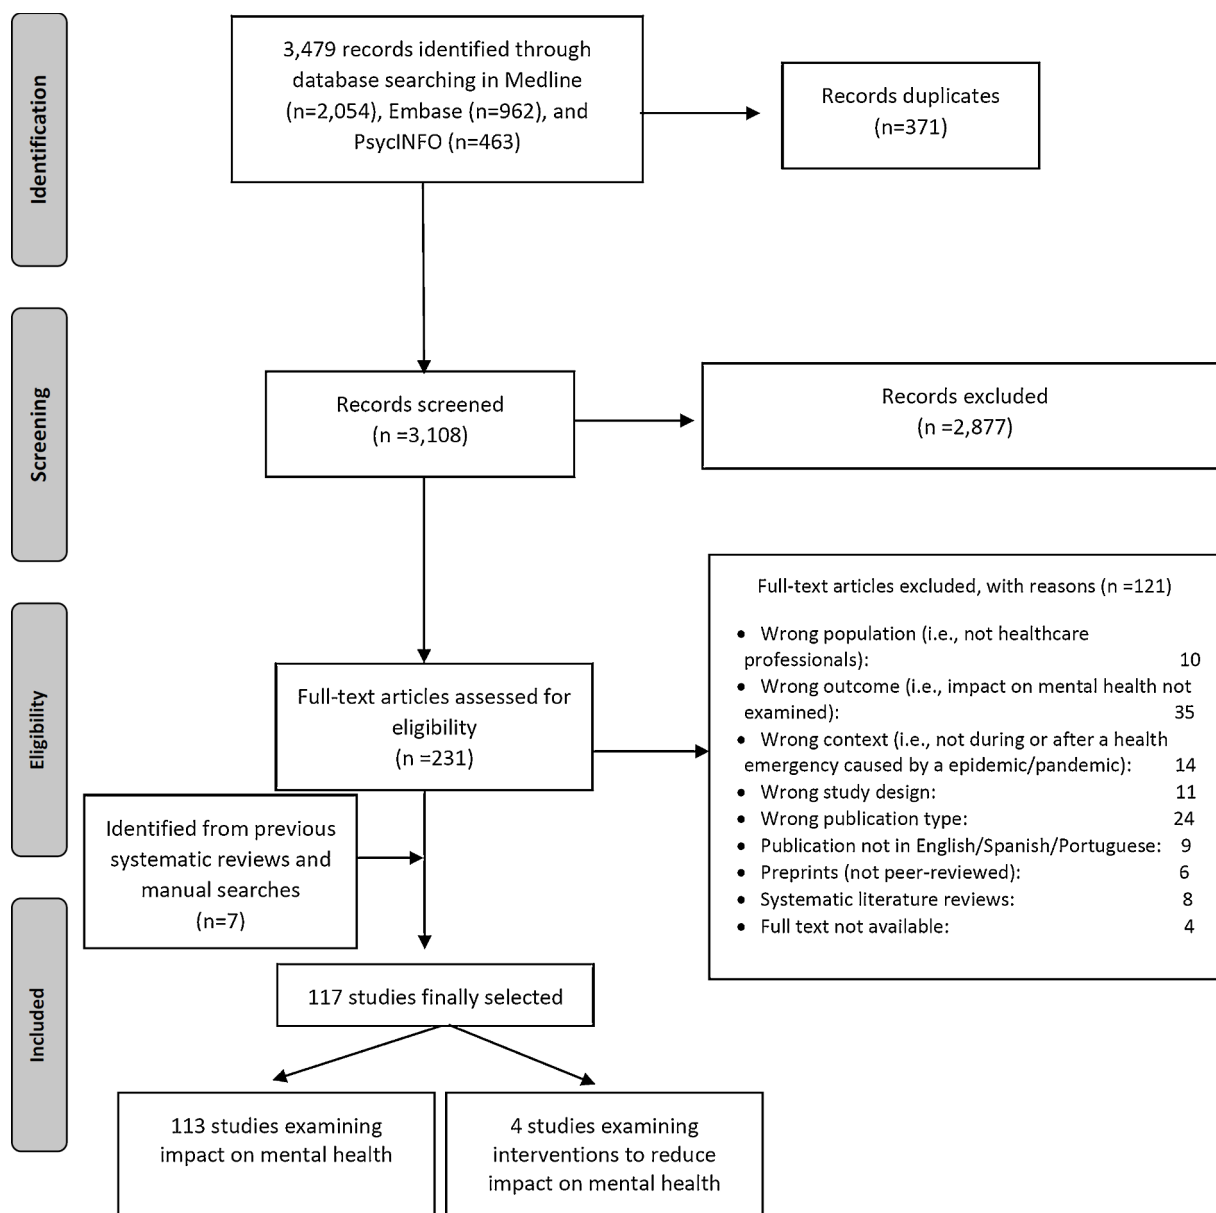 Identification
3,479 records identified through
database searching in Medline
(n=2,054), Embase (n=962), and
PsycINFO (n=463)
Records duplicates
(n=371)
Screening
Records screened
(n =3,108)
Records excluded
(n =2,877)
Eligibility
Full-text articles assessed for
eligibility
(n =231)
Full-text articles excluded, with reasons (n =121)
• Wrong population (i.e., not healthcare
professionals): 10
• Wrong outcome (i.e., impact on mental health not
examined): 35
• Wrong context (i.e., not during or after a health
emergency caused by a epidemic/pandemic): 14
• Wrong study design: 11
• Wrong publication type: 24
• Publication not in English/Spanish/Portuguese: 9
• Preprints (not peer-reviewed): 6
• Systematic literature reviews: 8
• Full text not available: 4
Identified from previous
systematic reviews and
manual searches
(n=7)
Included
117 studies finally selected
113 studies examining
impact on mental health
4 studies examining
interventions to reduce
impact on mental health